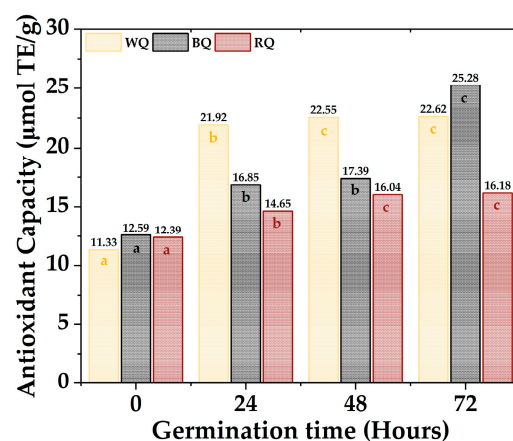 Antioxidant Capacity (μmol TE/g)
30
25
20
15
10
5
0
WQ BQ RQ
11.33 12.59 12.39
a a a
21.92 16.85 14.65
b b b
22.55 17.39 16.04
c b c
22.62 25.28 16.18
c c c
0 24 48 72
Germination time (Hours)